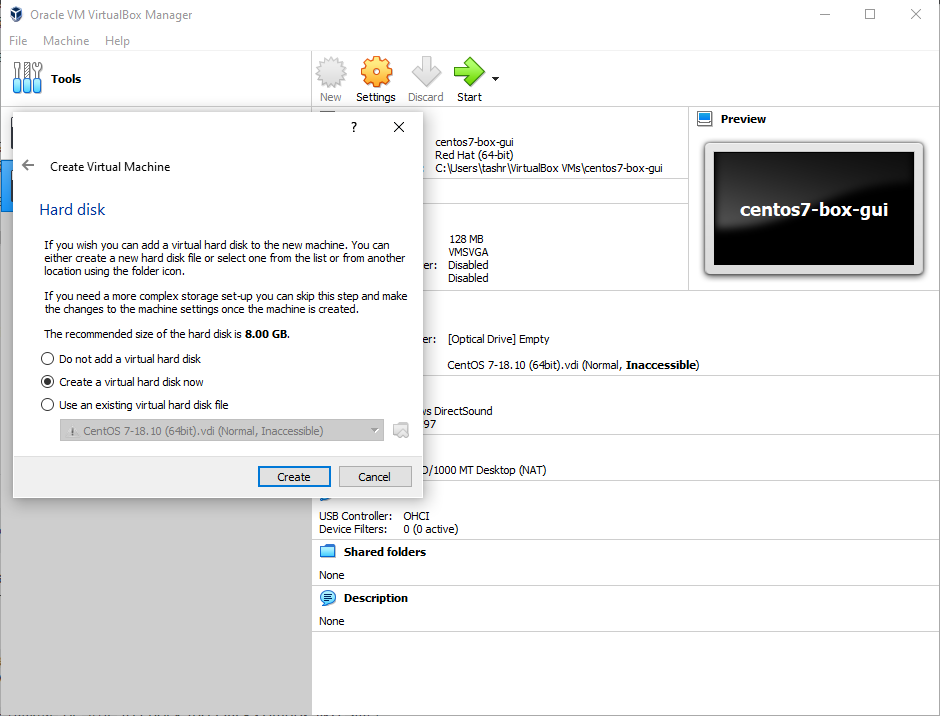 Oracle VM VirtualBox Manager
File Machine Help
Tools
New Settings Discard Start
? 
Create Virtual Machine
Hard disk
If you wish you can add a virtual hard disk to the new machine. You can
either create a new hard disk file or select one from the list or from another
location using the folder icon.
If you need a more complex storage set-up you can skip this step and make
the changes to the machine settings once the machine is created.
The recommended size of the hard disk is 8.00 GB.
Do not add a virtual hard disk
Create a virtual hard disk now
Use an existing virtual hard disk file
CentOS 7-18.10 (64bit).vdi (Normal, Inaccessible)
Create Cancel
centos7-box-gui
Red Hat (64-bit)
C:\Users\tashr\VirtualBox VMs\centos7-box-gui
128 MB
VMSVGA
er: Disabled
Disabled
er: [Optical Drive] Empty
CentOS 7-18.10 (64bit).vdi (Normal, Inaccessible)
ws DirectSound
97
/1000 MT Desktop (NAT)
USB Controller: OHCI
Device Filters: 0 (0 active)
Shared folders
None
Description
None
Preview
centos7-box-gui